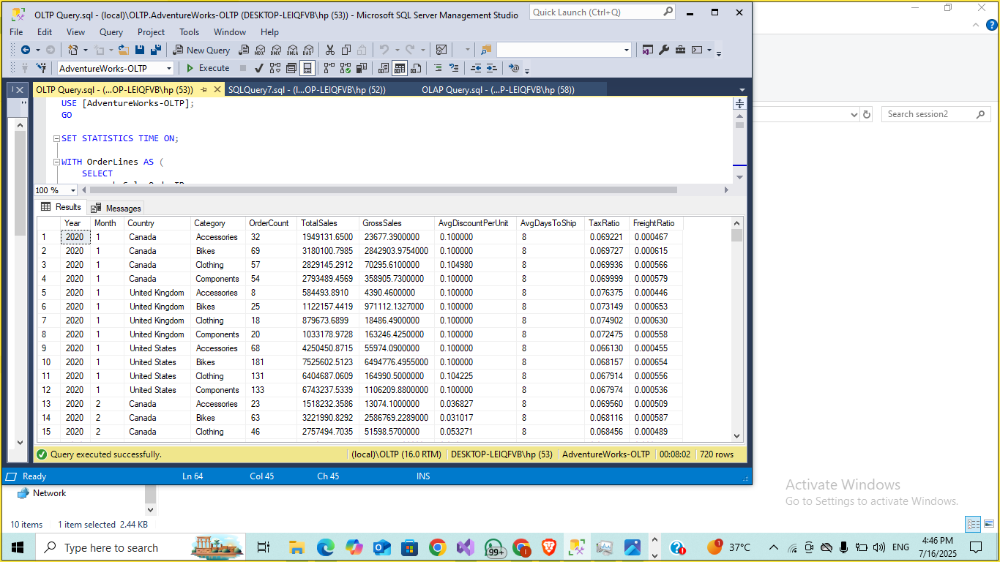 OLTP Query.sql - (local)\OLTP.AdventureWorks-OLTP (DESKTOP-LEIQFVB\hp (53)) - Microsoft SQL Server Management Studio
Quick Launch (Ctrl+Q)
File Edit View Query Project Tools Window Help
New Query MDX DMX XMLA DAX
AdventureWorks-OLTP Execute
OLTP Query.sql - (...OP-LEIQFVB\hp (53)) SQLQuery7.sql - (l...OP-LEIQFVB\hp (52)) OLAP Query.sql - (...P-LEIQFVB\hp (58))
Search session2
USE [AdventureWorks-OLTP];
GO
SET STATISTICS TIME ON;
WITH OrderLines AS (
SELECT
100 %
Results Messages
Year Month Country Category OrderCount TotalSales GrossSales AvgDiscountPerUnit AvgDaysToShip TaxRatio FreightRatio
1 2020 1 Canada Accessories 32 1949131.6500 23677.3900000 0.100000 8 0.069221 0.000467
2 2020 1 Canada Bikes 69 3180100.7985 2842903.9754000 0.100000 8 0.069727 0.000615
3 2020 1 Canada Clothing 57 2829145.2912 70295.6100000 0.104980 8 0.069936 0.000566
4 2020 1 Canada Components 54 2793489.4569 358905.7300000 0.100000 8 0.069999 0.000579
5 2020 1 United Kingdom Accessories 8 584493.8910 4390.4600000 0.100000 8 0.076375 0.000446
6 2020 1 United Kingdom Bikes 25 1122157.4419 971112.1327000 0.100000 8 0.073149 0.000653
7 2020 1 United Kingdom Clothing 18 879673.6899 18486.4900000 0.100000 8 0.074902 0.000630
8 2020 1 United Kingdom Components 20 1033178.9728 163246.4250000 0.100000 8 0.072475 0.000558
9 2020 1 United States Accessories 68 4250450.8715 55974.0900000 0.100000 8 0.066130 0.000455
10 2020 1 United States Bikes 181 7525602.5123 6494776.4955000 0.100000 8 0.068157 0.000654
11 2020 1 United States Clothing 131 6404687.0609 164990.5000000 0.104225 8 0.067914 0.000556
12 2020 1 United States Components 133 6743237.5339 1106209.8800000 0.100000 8 0.067974 0.000536
13 2020 2 Canada Accessories 23 1518232.3586 13074.1000000 0.036827 8 0.069560 0.000509
14 2020 2 Canada Bikes 63 3221990.8292 2586769.2289000 0.031017 8 0.068116 0.000587
15 2020 2 Canada Clothing 46 2757494.7035 51598.5700000 0.053271 8 0.068456 0.000489
Query executed successfully. (local)\OLTP (16.0 RTM) DESKTOP-LEIQFVB\hp (53) AdventureWorks-OLTP 00:08:02 720 rows
Ready Ln 64 Col 45 Ch 45 INS
Activate Windows
Go to Settings to activate Windows.
Network
10 items 1 item selected 2.44 KB
Type here to search 99+ 1 37°C ENG 4:46 PM
7/16/2025